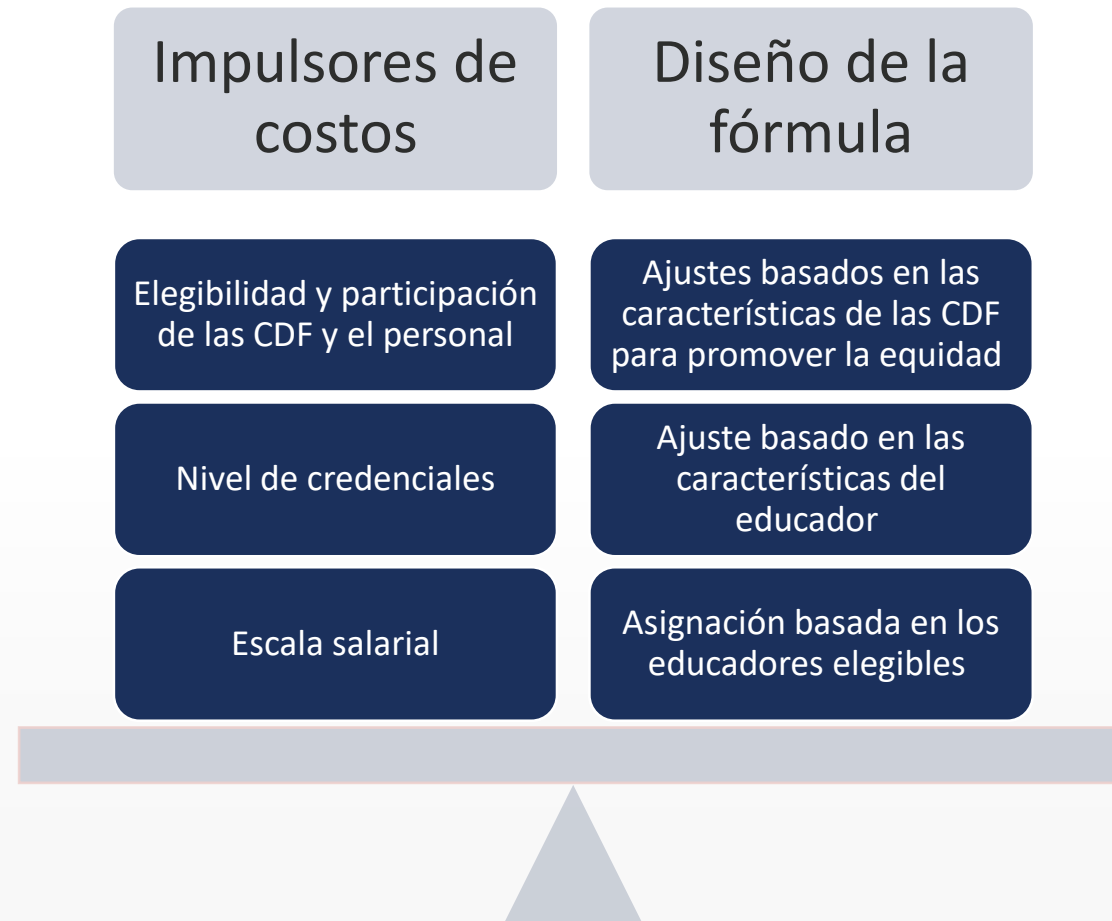 Impulsores de
costos
Diseño de la
fórmula
Elegibilidad y participación
de las CDF y el personal
Ajustes basados en las
características de las CDF
para promover la equidad
Nivel de credenciales
Ajuste basado en las
características del
educador
Escala salarial
Asignación basada en los
educadores elegibles